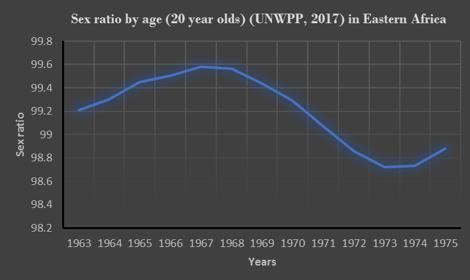 Sex ratio by age (20 year olds) (UNWPP, 2017) in Eastern Africa
99.8
99.6
99.4
99.2
99
98.8
98.6
98.4
98.2
Sex ratio
1963 1964 1965 1966 1967 1968 1969 1970 1971 1972 1973 1974 1975
Years